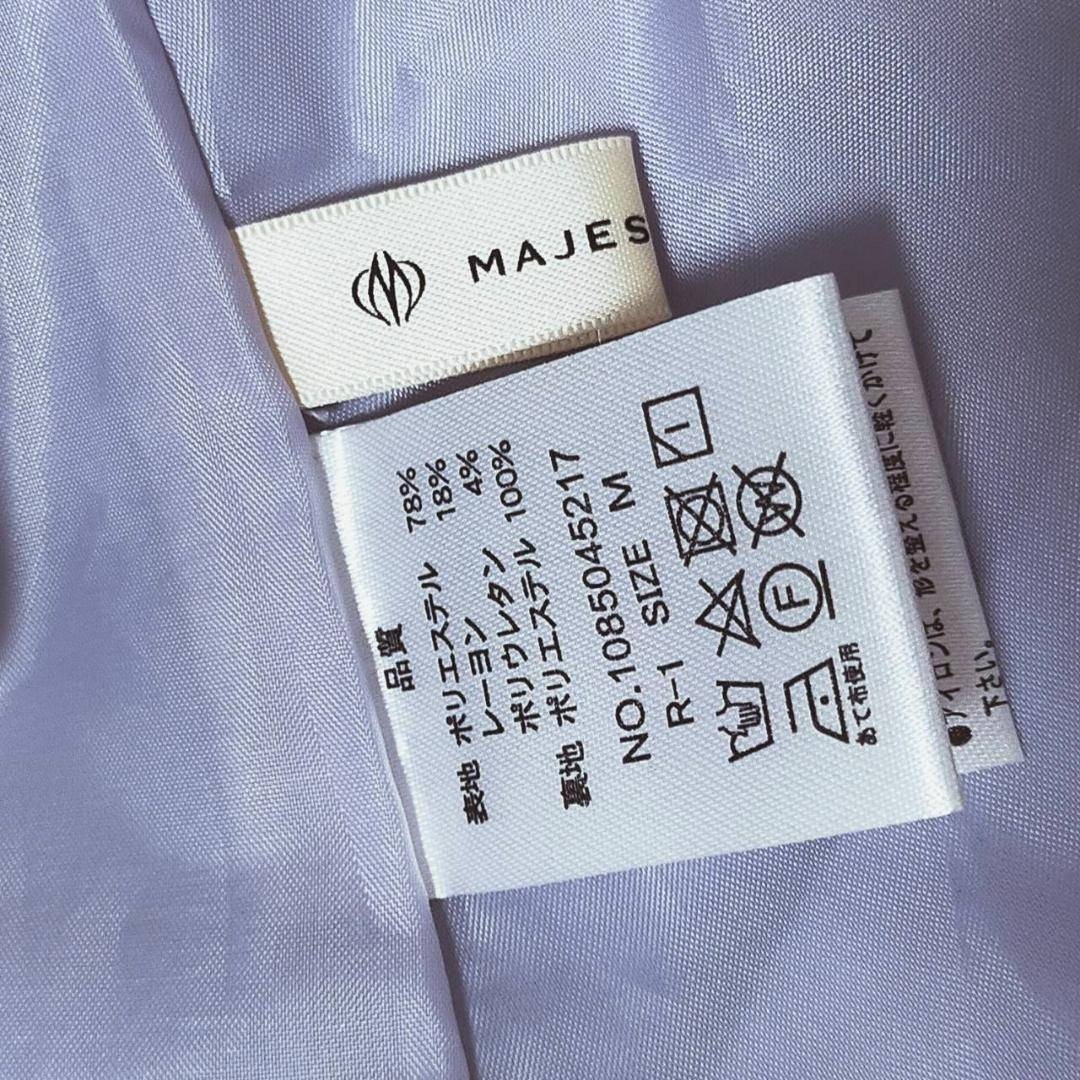 MAJES
品質
表地 ポリエステル 78%
レーヨン 18%
ポリウレタン 4%
裏地 ポリエステル 100%
NO.1085045217
R-1 SIZE M
W
F
あて布使用
●アイロンは、形を整える程度に軽くかけて
下さい。